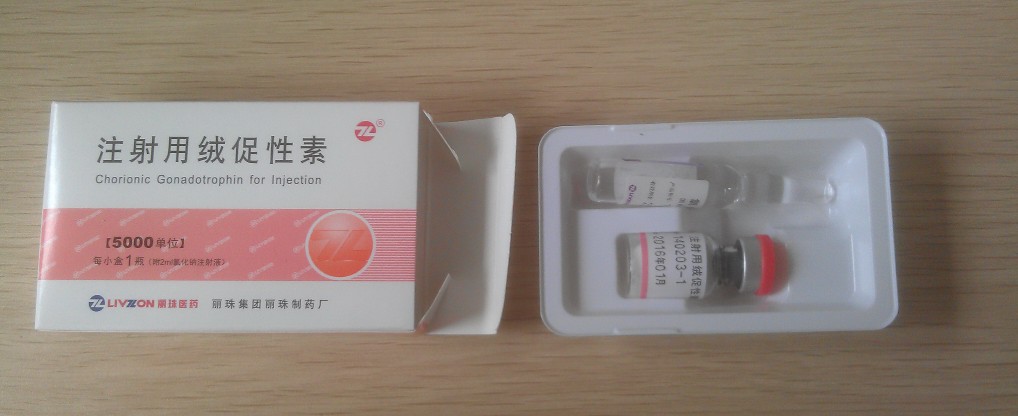 注射用绒促性素
Chorionic Gonadotrophin for Injection
【5000单位】
每小盒1瓶（附2ml氯化钠注射液）
LIVZON 丽珠医药 丽珠集团丽珠制药厂
®
LIVZON
注射用绒促性
140203-1
2016年01月